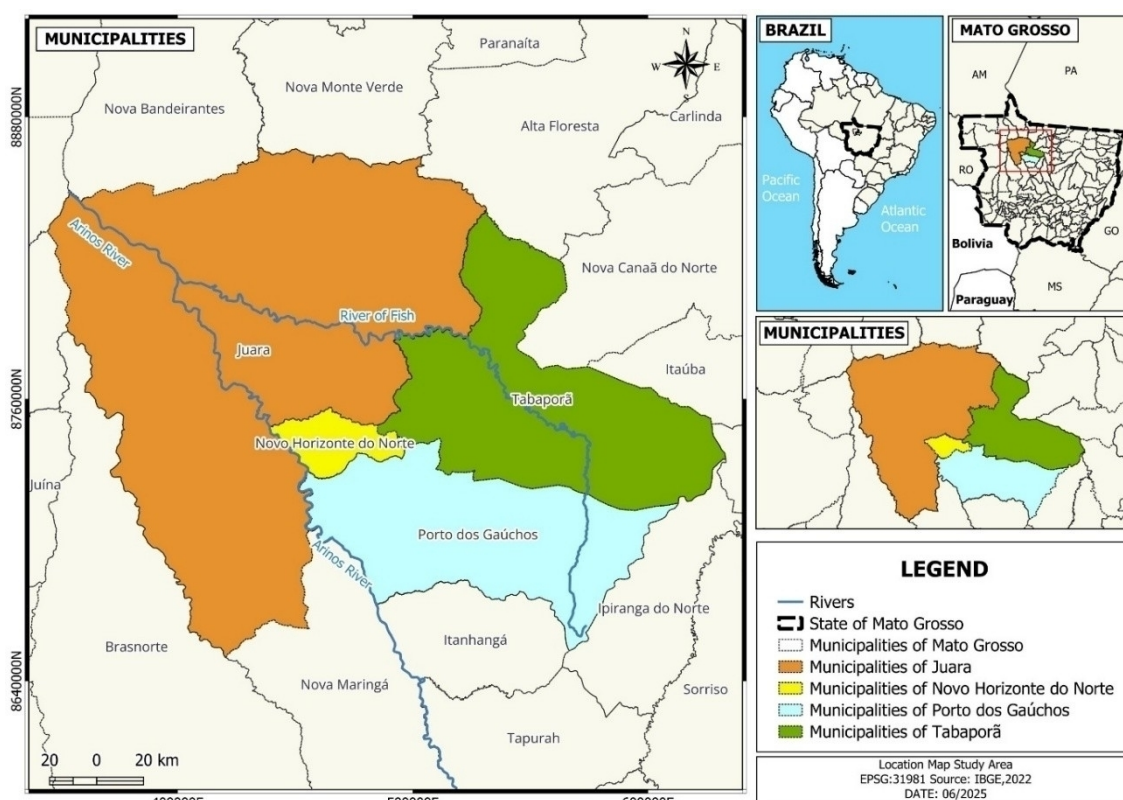 MUNICIPALITIES
N
W
E
S
Paranaíta
Nova Monte Verde
Nova Bandeirantes
Alta Floresta
Carlinda
Arinos River
Nova Canaã do Norte
River of Fish
Juara
Itaúba
Tabaporã
Novo Horizonte do Norte
Juína
Porto dos Gaúchos
Arinos River
Ipiranga do Norte
Itanhangá
Brasnorte
Nova Maringá
Sorriso
Tapurah
8880000N
8760000N
8640000N
20 0 20 km
BRAZIL
Pacific
Ocean
Atlantic
Ocean
MATO GROSSO
AM
PA
RO
GO
Bolivia
MS
Paraguay
MUNICIPALITIES
LEGEND
Rivers
State of Mato Grosso
Municipalities of Mato Grosso
Municipalities of Juara
Municipalities of Novo Horizonte do Norte
Municipalities of Porto dos Gaúchos
Municipalities of Tabaporã
Location Map Study Area
EPSG:31981 Source: IBGE,2022
DATE: 06/2025